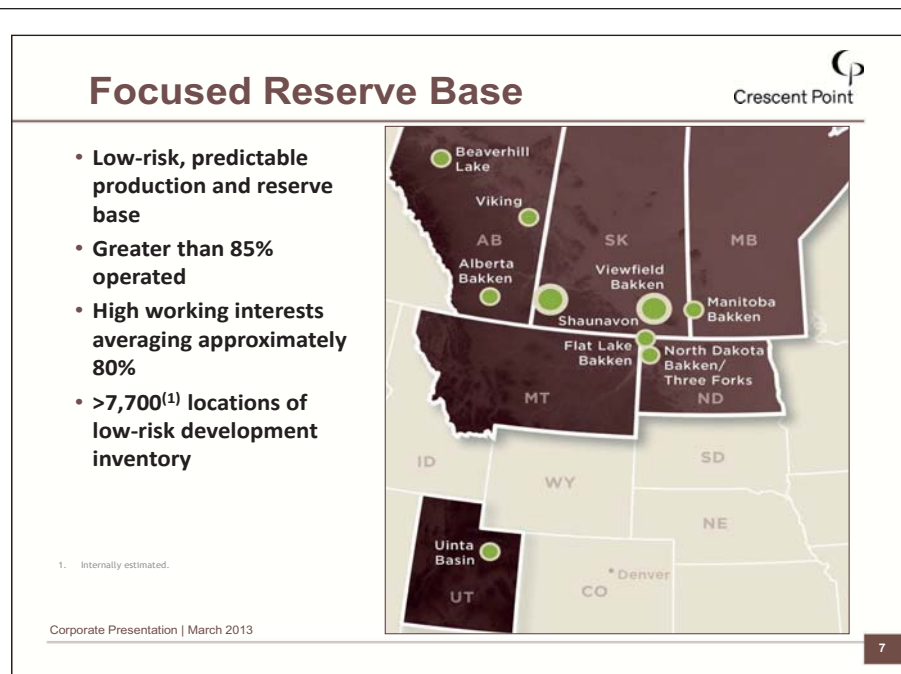 Focused Reserve Base
Crescent Point
• Low-risk, predictable
production and reserve
base
• Greater than 85%
operated
• High working interests
averaging approximately
80%
• >7,700(1) locations of
low-risk development
inventory
1. Internally estimated.
Beaverhill
Lake
Viking
AB
SK
MB
Alberta
Bakken
Viewfield
Bakken
Shaunavon
Manitoba
Bakken
Flat Lake
Bakken
North Dakota
Bakken/
Three Forks
MT
ND
ID
SD
WY
NE
Uinta
Basin
Denver
CO
UT
Corporate Presentation | March 2013
7